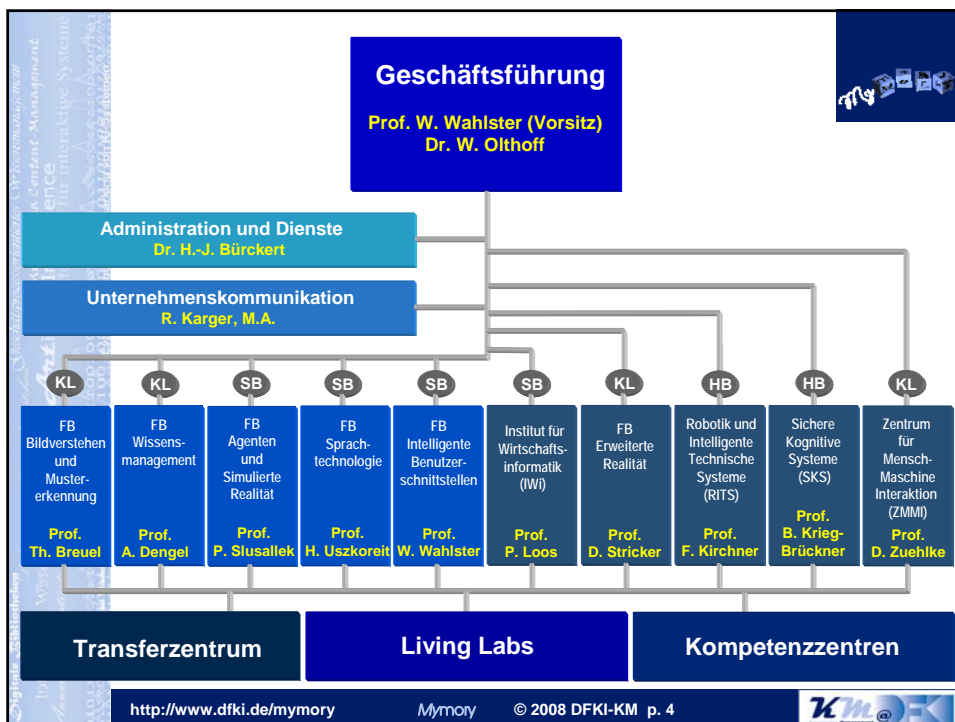 Geschäftsführung
Prof. W. Wahlster (Vorsitz)
Dr. W. Olthoff
Administration und Dienste
Dr. H.-J. Bürckert
Unternehmenskommunikation
R. Karger, M.A.
KL
KL
SB
SB
SB
SB
KL
HB
HB
KL
FB
Bildverstehen
und
Muster-
erkennung
Prof.
Th. Breuel
FB
Wissens-
management
Prof.
A. Dengel
FB
Agenten
und
Simulierte
Realität
Prof.
P. Slusallek
FB
Sprach-
technologie
Prof.
H. Uszkoreit
FB
Intelligente
Benutzer-
schnittstellen
Prof.
W. Wahlster
Institut für
Wirtschafts-
informatik
(IWi)
Prof.
P. Loos
FB
Erweiterte
Realität
Prof.
D. Stricker
Robotik und
Intelligente
Technische
Systeme
(RITS)
Prof.
F. Kirchner
Sichere
Kognitive
Systeme
(SKS)
Prof.
B. Krieg-
Brückner
Zentrum
für
Mensch-
Maschine
Interaktion
(ZMMI)
Prof.
D. Zuehlke
Transferzentrum
Living Labs
Kompetenzzentren
http://www.dfki.de/mymory
Mymory
© 2008 DFKI-KM p. 4
KM@DFKI